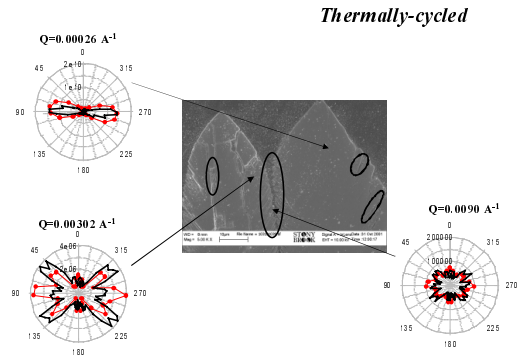 Thermally-cycled
Q=0.00026 A-1
0
45
315
2e10
1e10
90
270
135
225
180
Q=0.00302 A-1
0
45
315
4e06
2e06
90
270
135
225
180
STONY
BROOK
Q=0.0090 A-1
0
45
315
200000
100000
90
270
135
225
180